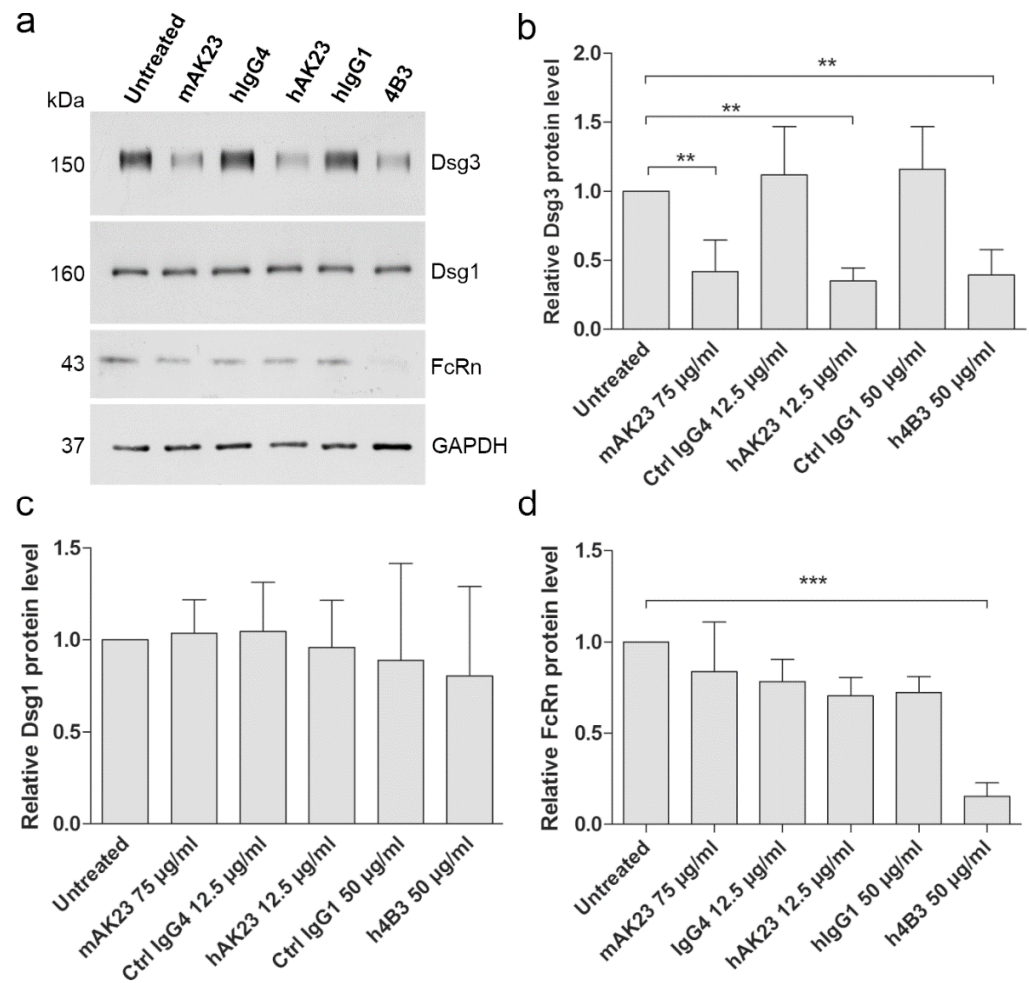 a
Untreated
mAK23
hIgG4
hAK23
hIgG1
4B3
kDa
150
Dsg3
160
Dsg1
43
FcRn
37
GAPDH
b
Relative Dsg3 protein level
2.0
1.5
1.0
0.5
0.0
**
**
**
Untreated
mAK23 75 µg/ml
Ctrl IgG4 12.5 µg/ml
hAK23 12.5 µg/ml
Ctrl IgG1 50 µg/ml
h4B3 50 µg/ml
c
Relative Dsg1 protein level
1.5
1.0
0.5
0.0
Untreated
mAK23 75 µg/ml
Ctrl IgG4 12.5 µg/ml
hAK23 12.5 µg/ml
Ctrl IgG1 50 µg/ml
h4B3 50 µg/ml
d
Relative FcRn protein level
1.5
1.0
0.5
0.0
***
Untreated
mAK23 75 µg/ml
IgG4 12.5 µg/ml
hAK23 12.5 µg/ml
hIgG1 50 µg/ml
h4B3 50 µg/ml